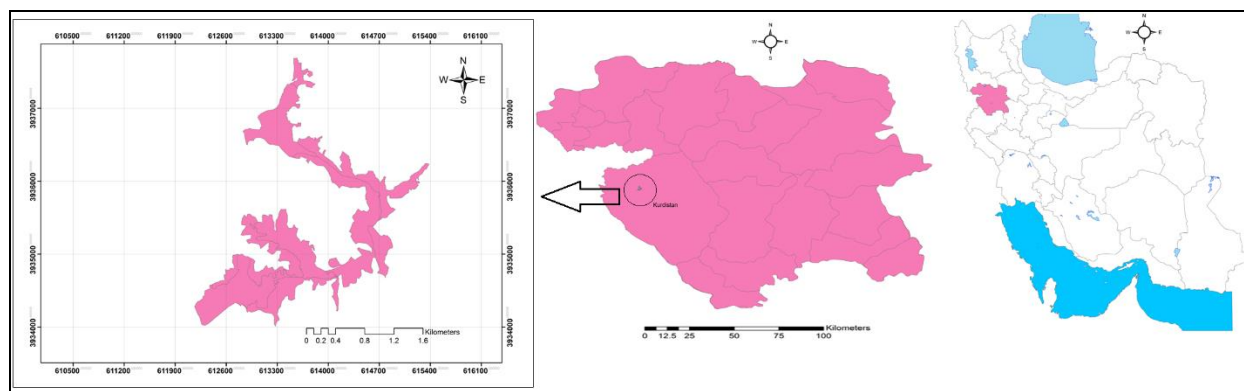 610500 611200 611900 612600 613300 614000 614700 615400 616100
N
W E
S
3937000 3937000
3936000 3936000
3935000 3935000
3934000 3934000
Kilometers
0 0.2 0.4 0.8 1.2 1.6
610500 611200 611900 612600 613300 614000 614700 615400 616100
N
W E
S
Kurdistan
Kilometers
0 12.5 25 50 75 100
N
W E
S